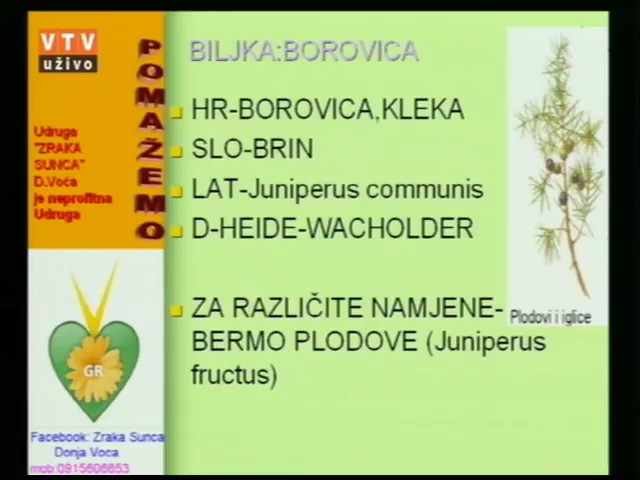 VTV
uživo
POMAŽEMO
Udruga
"ZRAKA
SUNCA"
D.Voća
je neprofitna
Udruga
GR
Facebook: Zraka Sunca
Donja Voca
mob:0915606653
BILJKA:BOROVICA
HR-BOROVICA,KLEKA
SLO-BRIN
LAT-Juniperus communis
D-HEIDE-WACHOLDER
ZA RAZLIČITE NAMJENE-
BERMO PLODOVE (Juniperus
fructus)
Plodovi i iglice